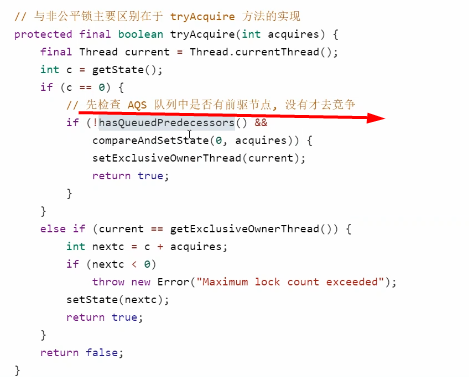 // 与非公平锁主要区别在于 tryAcquire 方法的实现
protected final boolean tryAcquire(int acquires) {
    final Thread current = Thread.currentThread();
    int c = getState();
    if (c == 0) {
        // 先检查 AQS 队列中是否有前驱节点, 没有才去竞争
        if (!hasQueuedPredecessors() &&
            compareAndSetState(0, acquires)) {
            setExclusiveOwnerThread(current);
            return true;
        }
    }
    else if (current == getExclusiveOwnerThread()) {
        int nextc = c + acquires;
        if (nextc < 0)
            throw new Error("Maximum lock count exceeded");
        setState(nextc);
        return true;
    }
    return false;
}